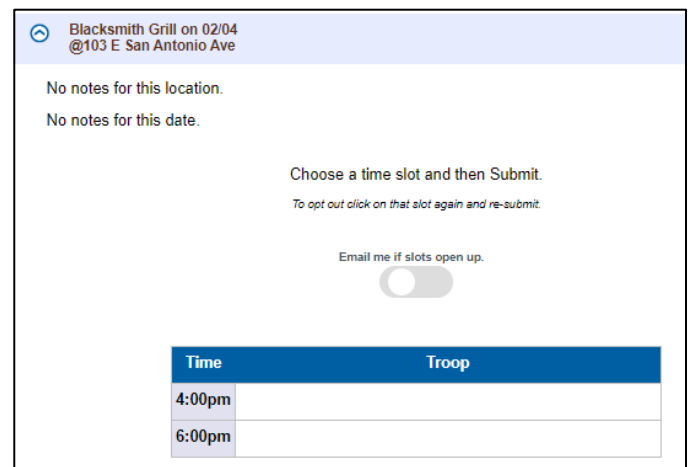 Blacksmith Grill on 02/04
@103 E San Antonio Ave
No notes for this location.
No notes for this date.
Choose a time slot and then Submit.
To opt out click on that slot again and re-submit.
Email me if slots open up.
Time Troop
4:00pm
6:00pm